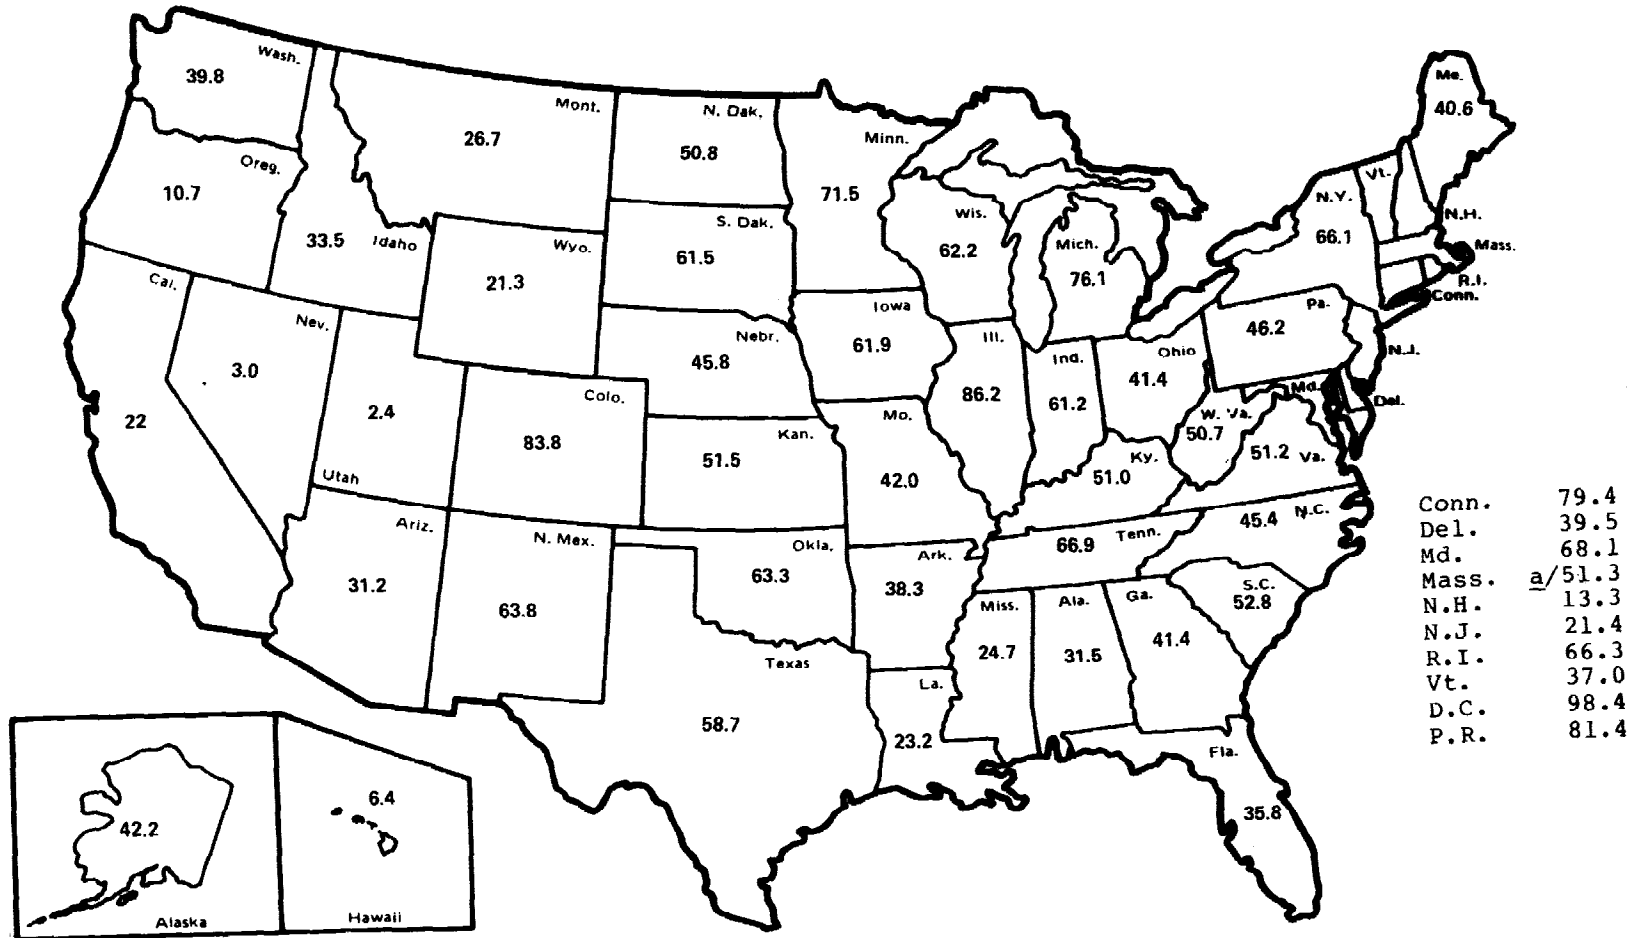 Wash.
39.8
Mont.
26.7
N. Dak.
50.8
Minn.
71.5
Me.
40.6
Oreg.
10.7
Idaho
33.5
S. Dak.
61.5
Wis.
62.2
Mich.
76.1
N.Y.
66.1
Vt.
N.H.
Mass.
R.I.
Conn.
Wyo.
21.3
Cal.
22
Nev.
3.0
Nebr.
45.8
Iowa
61.9
Ill.
86.2
Ind.
61.2
Ohio
41.4
Pa.
46.2
N.J.
Md.
Del.
Utah
2.4
Colo.
83.8
Kan.
51.5
Mo.
42.0
Ky.
51.0
W. Va.
50.7
51.2 Va.
Ariz.
31.2
N. Mex.
63.8
Okla.
63.3
Ark.
38.3
66.9 Tenn.
45.4 N.C.
S.C.
52.8
Miss.
24.7
Ala.
31.5
Ga.
41.4
Texas
58.7
La.
23.2
Fla.
35.8
42.2
Alaska
6.4
Hawaii
Conn. 79.4
Del. 39.5
Md. 68.1
Mass. a/51.3
N.H. 13.3
N.J. 21.4
R.I. 66.3
Vt. 37.0
D.C. 98.4
P.R. 81.4